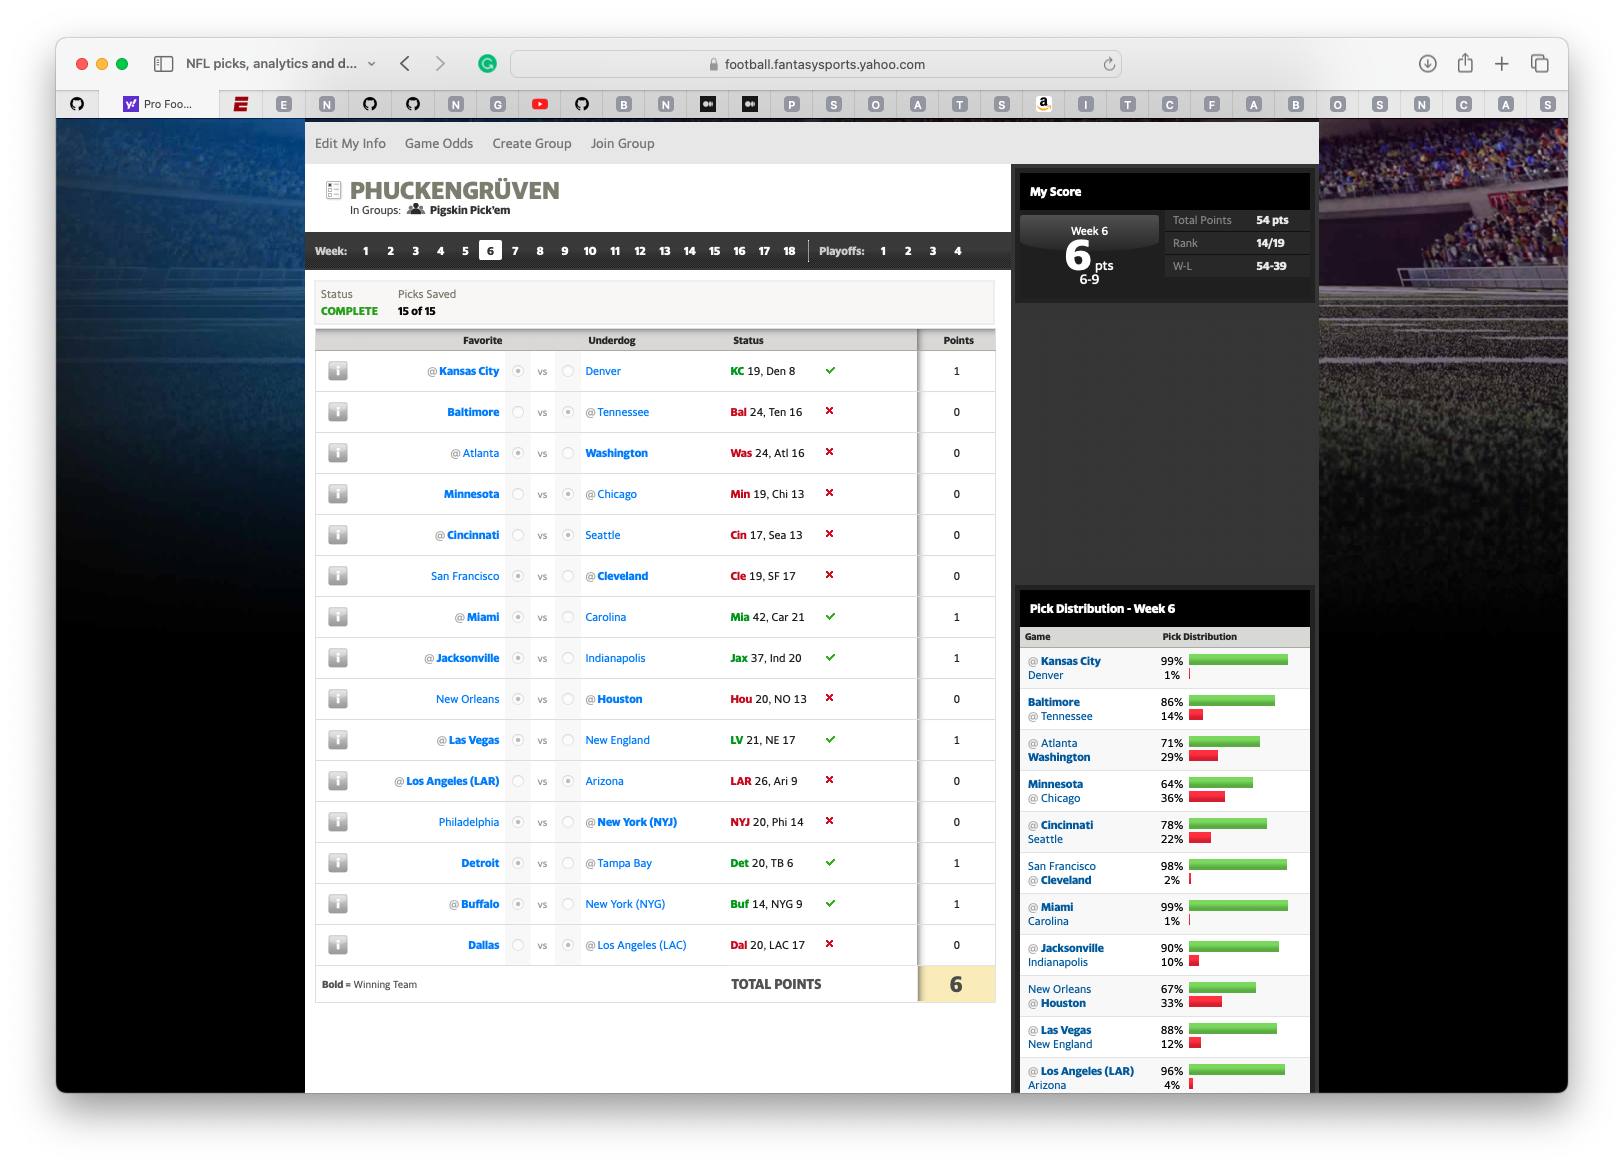 NFL picks, analytics and d...
football.fantasysports.yahoo.com
y! Pro Foo... E E N N G B N P S O A T S a I T C F A B O S N C A S
Edit My Info Game Odds Create Group Join Group
PHUCKENGRÜVEN
In Groups: Pigskin Pick'em
Week: 1 2 3 4 5 6 7 8 9 10 11 12 13 14 15 16 17 18 Playoffs: 1 2 3 4
Status Picks Saved
COMPLETE 15 of 15
Favorite Underdog Status Points
i @ Kansas City vs Denver KC 19, Den 8 1
i Baltimore vs @ Tennessee Bal 24, Ten 16 0
i @ Atlanta vs Washington Was 24, Atl 16 0
i Minnesota vs @ Chicago Min 19, Chi 13 0
i @ Cincinnati vs Seattle Cin 17, Sea 13 0
i San Francisco vs @ Cleveland Cle 19, SF 17 0
i @ Miami vs Carolina Mia 42, Car 21 1
i @ Jacksonville vs Indianapolis Jax 37, Ind 20 1
i New Orleans vs @ Houston Hou 20, NO 13 0
i @ Las Vegas vs New England LV 21, NE 17 1
i @ Los Angeles (LAR) vs Arizona LAR 26, Ari 9 0
i Philadelphia vs @ New York (NYJ) NYJ 20, Phi 14 0
i Detroit vs @ Tampa Bay Det 20, TB 6 1
i @ Buffalo vs New York (NYG) Buf 14, NYG 9 1
i Dallas vs @ Los Angeles (LAC) Dal 20, LAC 17 0
Bold = Winning Team TOTAL POINTS 6
My Score
Week 6
6 pts
6-9
Total Points 54 pts
Rank 14/19
W-L 54-39
Pick Distribution - Week 6
Game Pick Distribution
@ Kansas City 99%
Denver 1%
Baltimore 86%
@ Tennessee 14%
@ Atlanta 71%
Washington 29%
Minnesota 64%
@ Chicago 36%
@ Cincinnati 78%
Seattle 22%
San Francisco 98%
@ Cleveland 2%
@ Miami 99%
Carolina 1%
@ Jacksonville 90%
Indianapolis 10%
New Orleans 67%
@ Houston 33%
@ Las Vegas 88%
New England 12%
@ Los Angeles (LAR) 96%
Arizona 4%